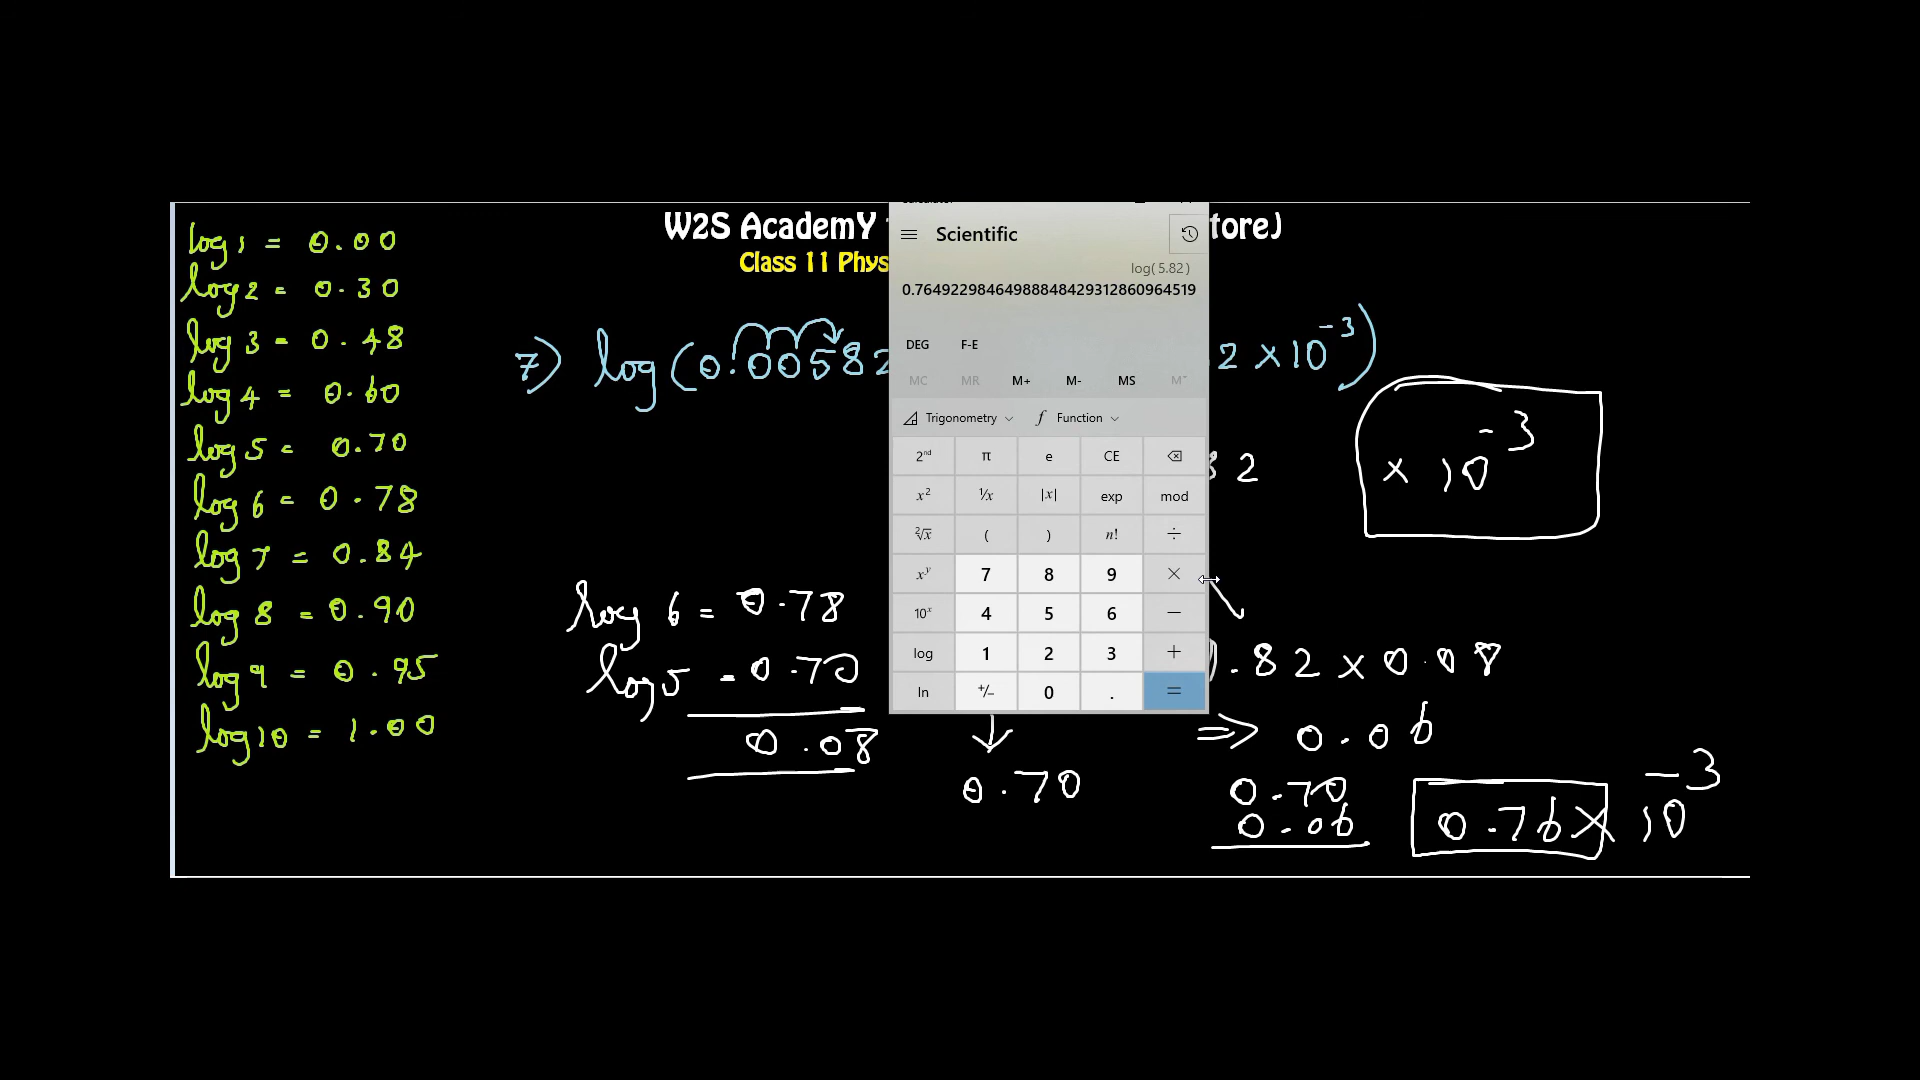 W2S AcademY
tore)
Class 11 Phys
log 1 = 0.00
log 2 = 0.30
log 3 = 0.48
log 4 = 0.60
log 5 = 0.70
log 6 = 0.78
log 7 = 0.84
log 8 = 0.90
log 9 = 0.95
log 10 = 1.00
7) log(0.00582
2 × 10⁻³)
82
× 10⁻³
log 6 = 0.78
log 5 = 0.70
0.08
↓
0.70
.82 × 0.08
⇒ 0.06
0.70
0.06
0.76 × 10⁻³
Scientific
log(5.82)
0.76492298464988848429312860964519
DEG F-E
MC MR M+ M- MS M˅
Trigonometry Function
2ⁿᵈ π e CE
x² ¹/x |x| exp mod
²√x ( ) n! ÷
xʸ 7 8 9 ×
10ˣ 4 5 6 −
log 1 2 3 +
ln +/− 0 . =